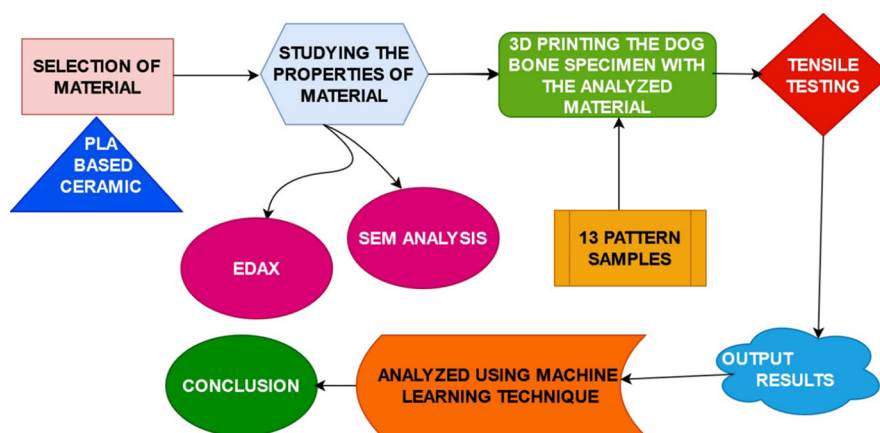 SELECTION OF
MATERIAL
STUDYING THE
PROPERTIES OF
MATERIAL
3D PRINTING THE DOG
BONE SPECIMEN WITH
THE ANALYZED
MATERIAL
TENSILE
TESTING
PLA
BASED
CERAMIC
EDAX
SEM ANALYSIS
13 PATTERN
SAMPLES
CONCLUSION
ANALYZED USING MACHINE
LEARNING TECHNIQUE
OUTPUT
RESULTS